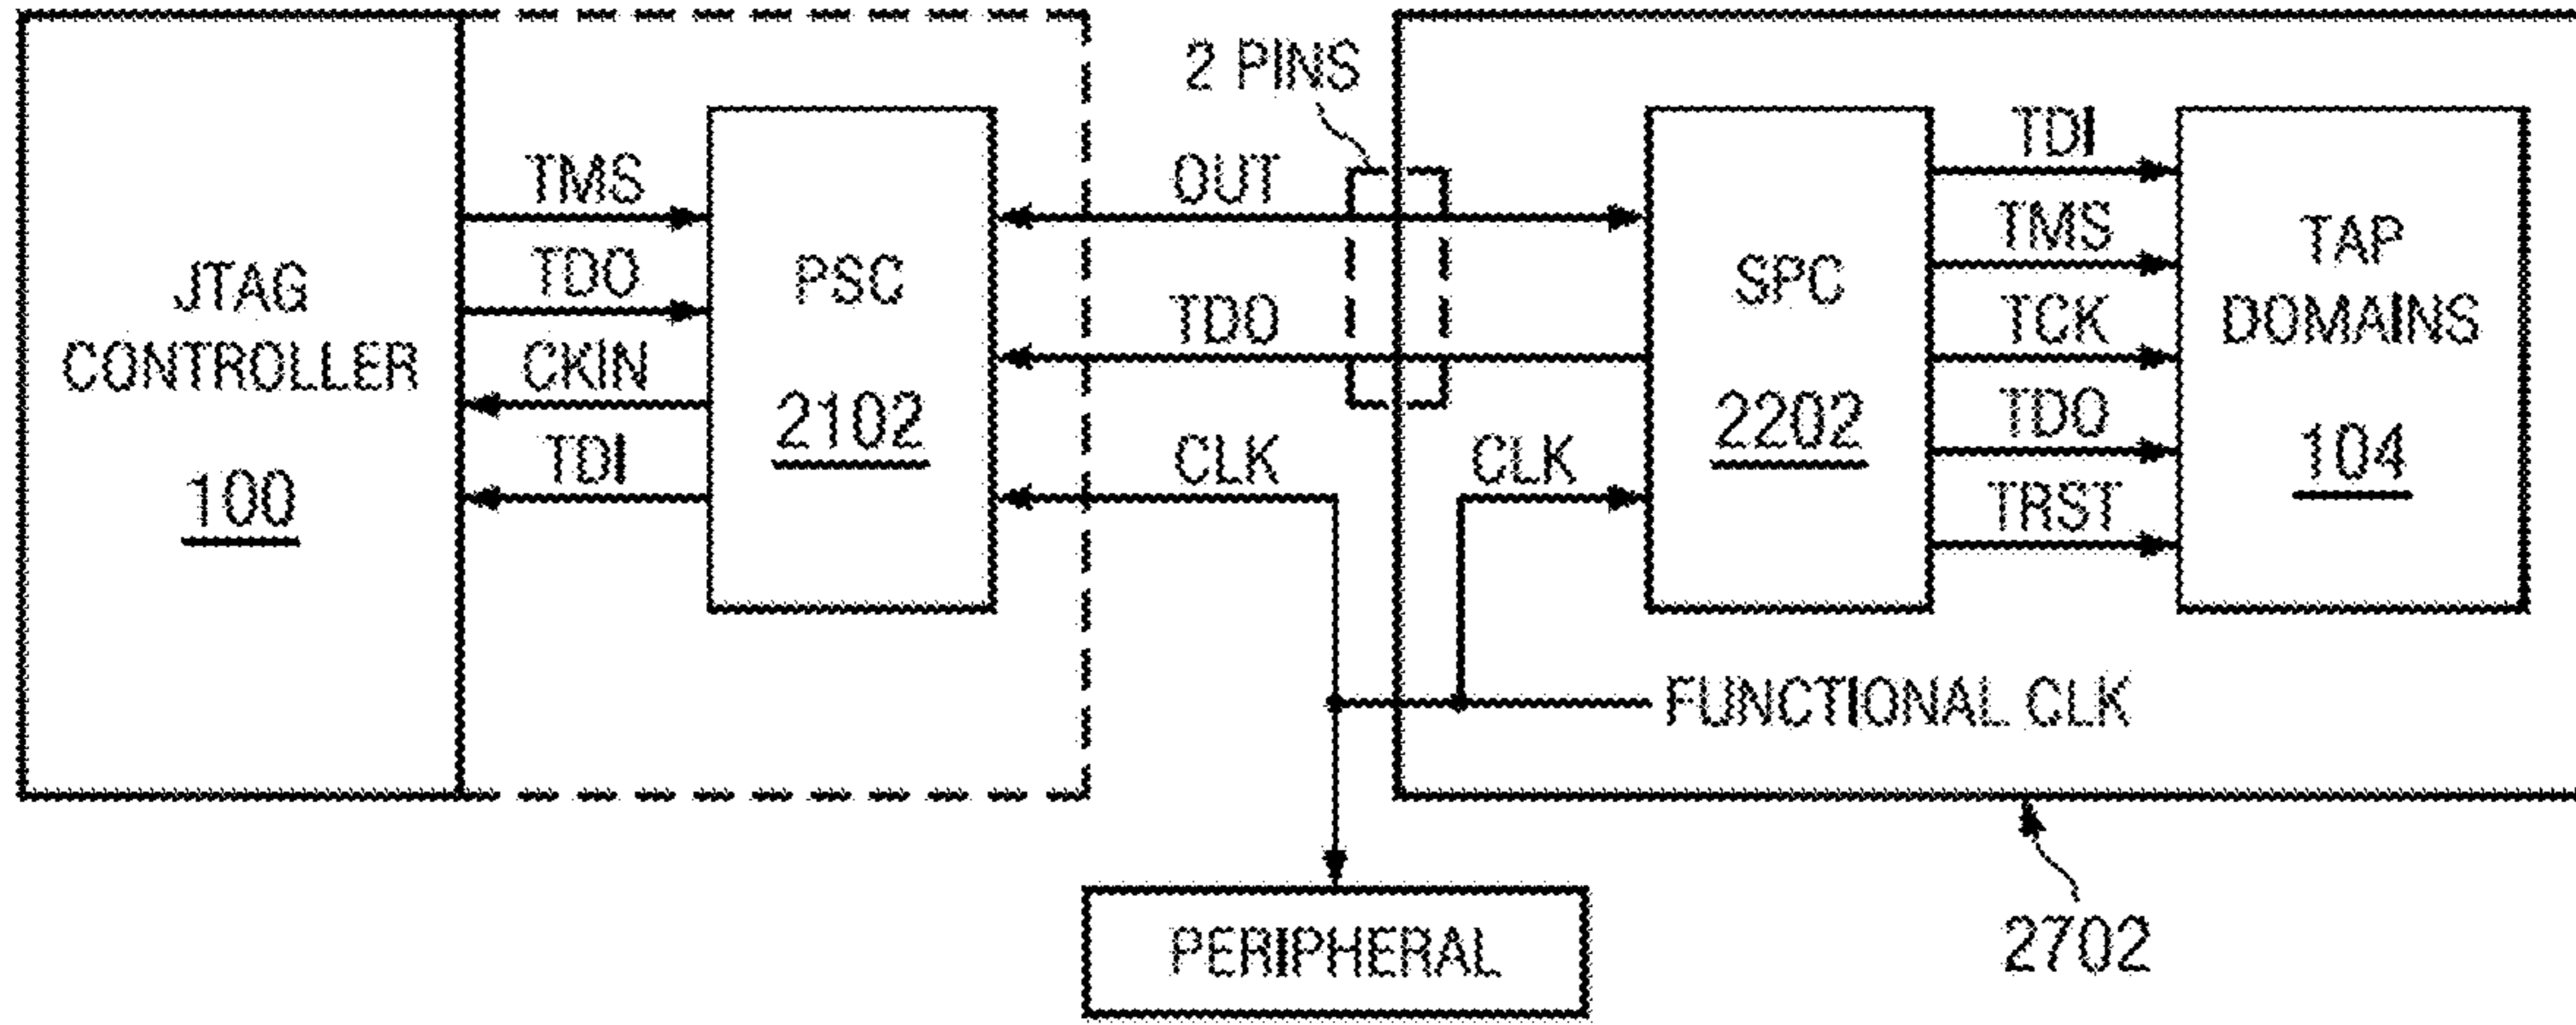 JTAG
CONTROLLER
100
TMS
TDO
CKIN
TDI
PSC
2102
2 PINS
OUT
TDO
CLK
CLK
SPC
2202
TDI
TMS
TCK
TDO
TRST
TAP
DOMAINS
104
FUNCTIONAL CLK
PERIPHERAL
2702